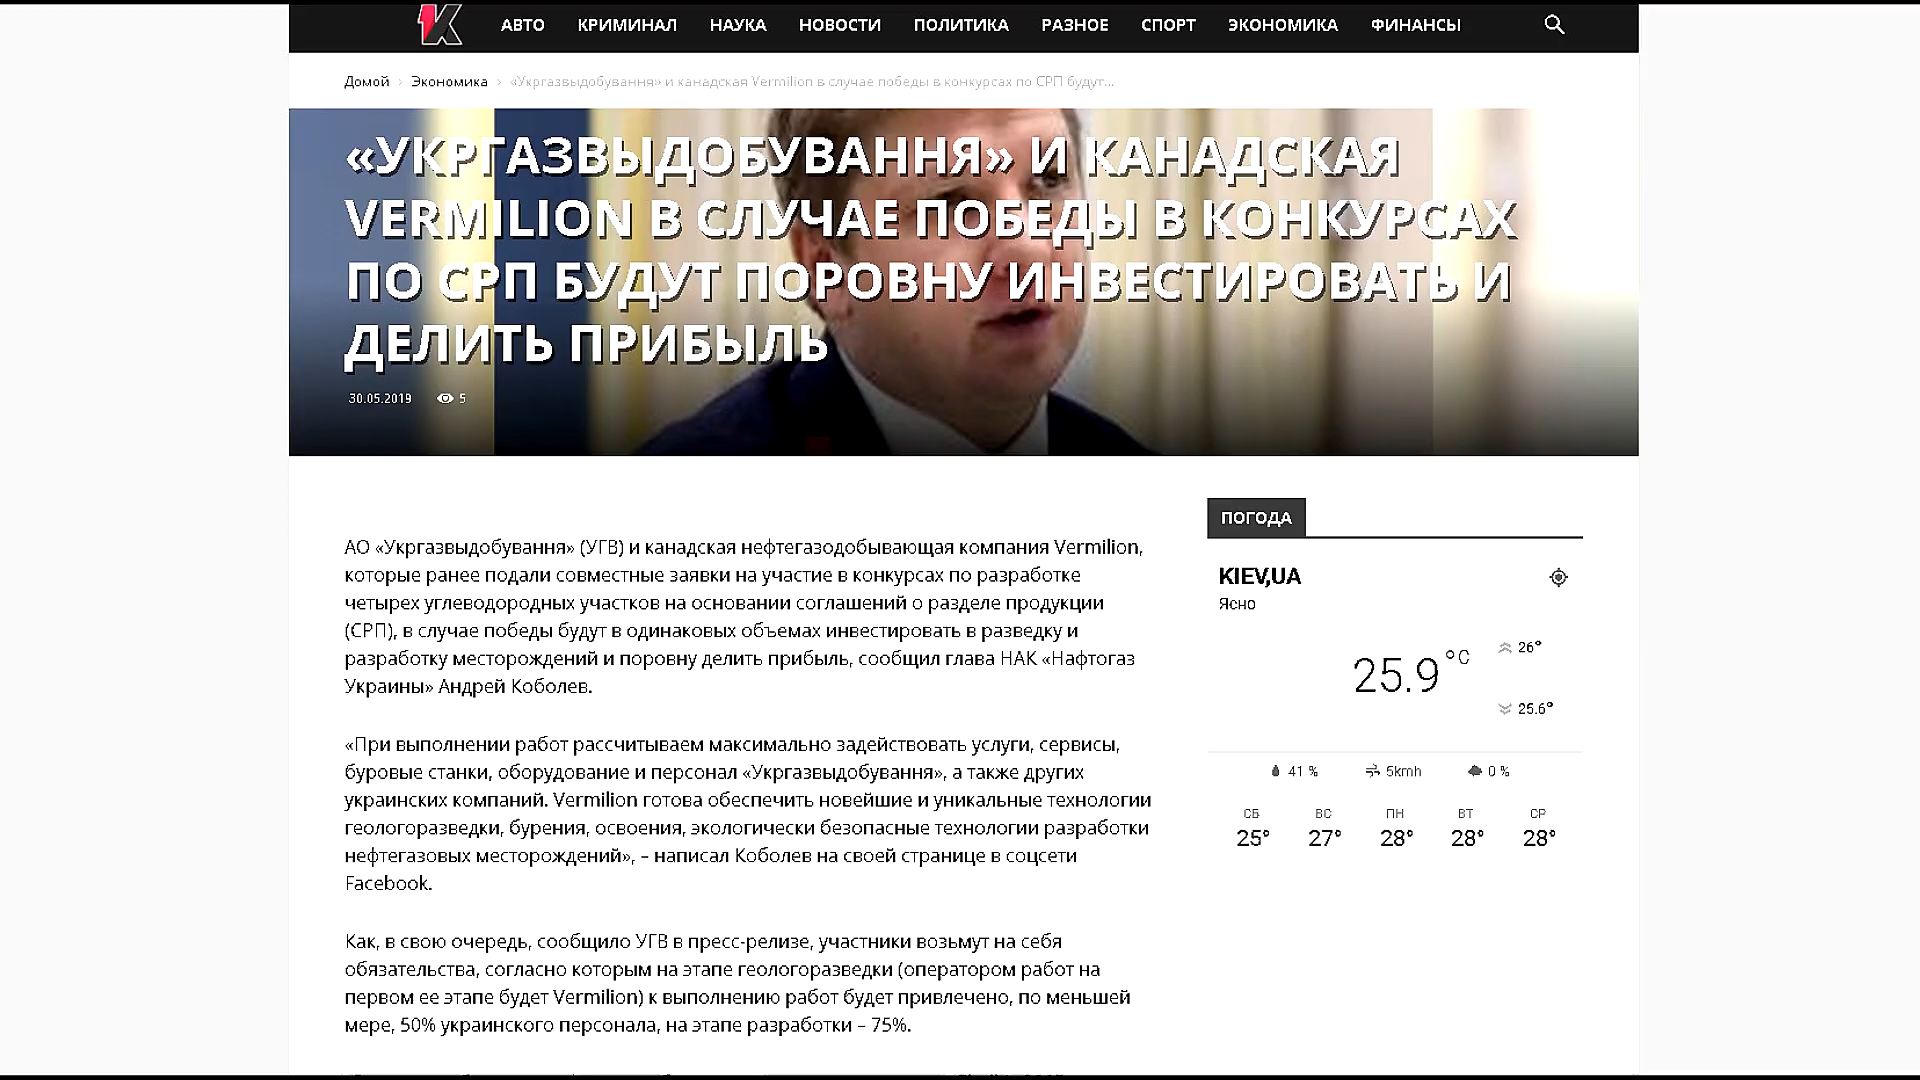 АВТО КРИМИНАЛ НАУКА НОВОСТИ ПОЛИТИКА РАЗНОЕ СПОРТ ЭКОНОМИКА ФИНАНСЫ
Домой › Экономика › «Укргазвыдобування» и канадская Vermilion в случае победы в конкурсах по СРП будут...
«УКРГАЗВЫДОБУВАННЯ» И КАНАДСКАЯ
VERMILION В СЛУЧАЕ ПОБЕДЫ В КОНКУРСАХ
ПО СРП БУДУТ ПОРОВНУ ИНВЕСТИРОВАТЬ И
ДЕЛИТЬ ПРИБЫЛЬ
30.05.2019 5
АО «Укргазвыдобування» (УГВ) и канадская нефтегазодобывающая компания Vermilion,
которые ранее подали совместные заявки на участие в конкурсах по разработке
четырех углеводородных участков на основании соглашений о разделе продукции
(СРП), в случае победы будут в одинаковых объемах инвестировать в разведку и
разработку месторождений и поровну делить прибыль, сообщил глава НАК «Нафтогаз
Украины» Андрей Коболев.
«При выполнении работ рассчитываем максимально задействовать услуги, сервисы,
буровые станки, оборудование и персонал «Укргазвыдобування», а также других
украинских компаний. Vermilion готова обеспечить новейшие и уникальные технологии
геологоразведки, бурения, освоения, экологически безопасные технологии разработки
нефтегазовых месторождений», – написал Коболев на своей странице в соцсети
Facebook.
Как, в свою очередь, сообщило УГВ в пресс-релизе, участники возьмут на себя
обязательства, согласно которым на этапе геологоразведки (оператором работ на
первом ее этапе будет Vermilion) к выполнению работ будет привлечено, по меньшей
мере, 50% украинского персонала, на этапе разработки – 75%.
ПОГОДА
KIEV,UA
Ясно
25.9 °C
26°
25.6°
41 % 5kmh 0 %
СБ ВС ПН ВТ СР
25° 27° 28° 28° 28°